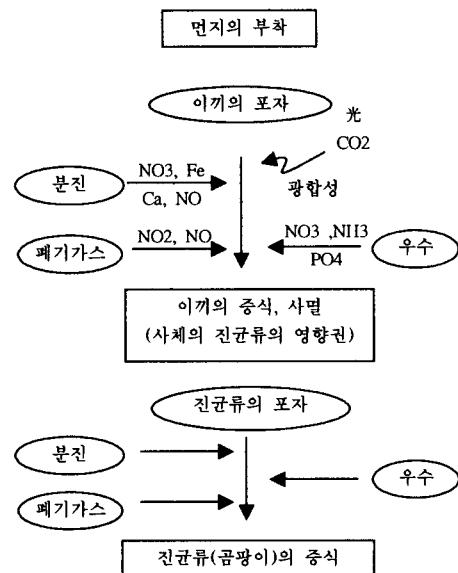 먼지의 부착
이끼의 포자
光
CO2
광합성
분진
NO3, Fe
Ca, NO
폐기가스
NO2, NO
NO3 ,NH3
PO4
우수
이끼의 증식, 사멸
(사체의 진균류의 영향권)
진균류의 포자
분진
폐기가스
우수
진균류(곰팡이)의 증식